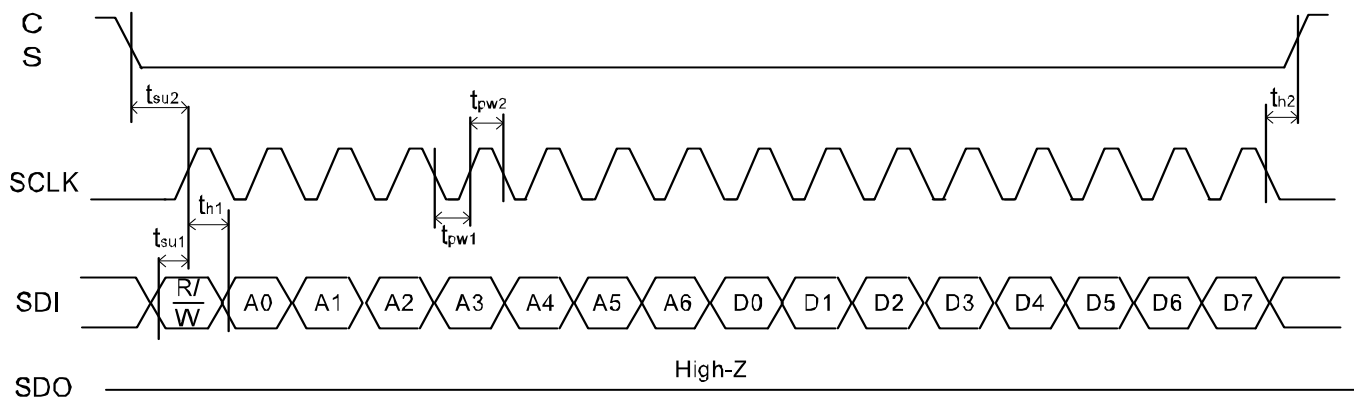 C
S
tsu2
tpw2
th2
SCLK
th1
tsu1
tpw1
SDI
R/
W
A0 A1 A2 A3 A4 A5 A6 D0 D1 D2 D3 D4 D5 D6 D7
High-Z
SDO